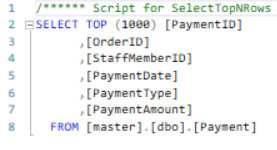 1 /****** Script for SelectTopNRows
2 SELECT TOP (1000) [PaymentID]
3 ,[OrderID]
4 ,[StaffMemberID]
5 ,[PaymentDate]
6 ,[PaymentType]
7 ,[PaymentAmount]
8 FROM [master].[dbo].[Payment]